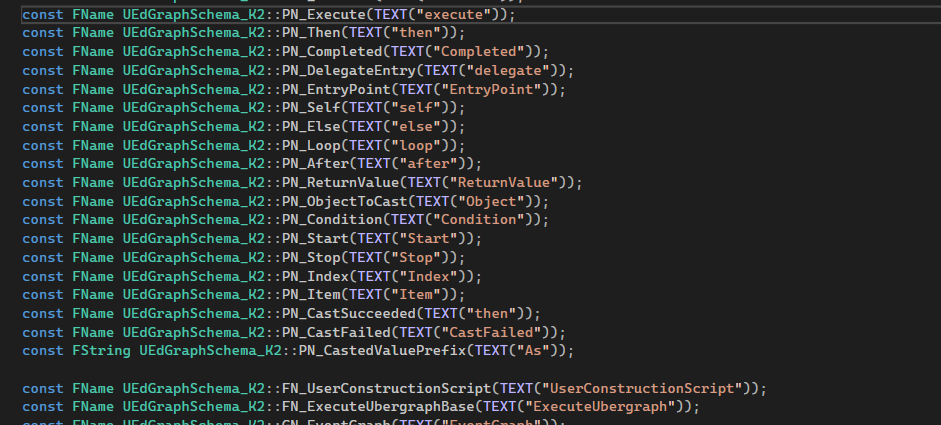 const FName UEdGraphSchema_K2::PN_Execute(TEXT("execute"));
const FName UEdGraphSchema_K2::PN_Then(TEXT("then"));
const FName UEdGraphSchema_K2::PN_Completed(TEXT("Completed"));
const FName UEdGraphSchema_K2::PN_DelegateEntry(TEXT("delegate"));
const FName UEdGraphSchema_K2::PN_EntryPoint(TEXT("EntryPoint"));
const FName UEdGraphSchema_K2::PN_Self(TEXT("self"));
const FName UEdGraphSchema_K2::PN_Else(TEXT("else"));
const FName UEdGraphSchema_K2::PN_Loop(TEXT("loop"));
const FName UEdGraphSchema_K2::PN_After(TEXT("after"));
const FName UEdGraphSchema_K2::PN_ReturnValue(TEXT("ReturnValue"));
const FName UEdGraphSchema_K2::PN_ObjectToCast(TEXT("Object"));
const FName UEdGraphSchema_K2::PN_Condition(TEXT("Condition"));
const FName UEdGraphSchema_K2::PN_Start(TEXT("Start"));
const FName UEdGraphSchema_K2::PN_Stop(TEXT("Stop"));
const FName UEdGraphSchema_K2::PN_Index(TEXT("Index"));
const FName UEdGraphSchema_K2::PN_Item(TEXT("Item"));
const FName UEdGraphSchema_K2::PN_CastSucceeded(TEXT("then"));
const FName UEdGraphSchema_K2::PN_CastFailed(TEXT("CastFailed"));
const FString UEdGraphSchema_K2::PN_CastedValuePrefix(TEXT("As"));
const FName UEdGraphSchema_K2::FN_UserConstructionScript(TEXT("UserConstructionScript"));
const FName UEdGraphSchema_K2::FN_ExecuteUbergraphBase(TEXT("ExecuteUbergraph"));
const FName UEdGraphSchema_K2::GN_EventGraph(TEXT("EventGraph"));